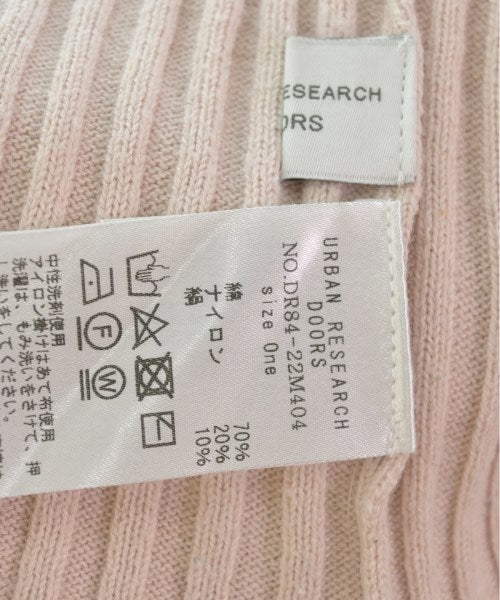 ESEARCH
ORS
URBAN RESEARCH
DOORS
NO.DR84-22M404
size One
綿 70%
ナイロン 20%
絹 10%
F
W
中性洗剤使用
アイロン掛けはあて布使用
洗濯は、もみ洗いをさけて、押
し洗いをしてください。